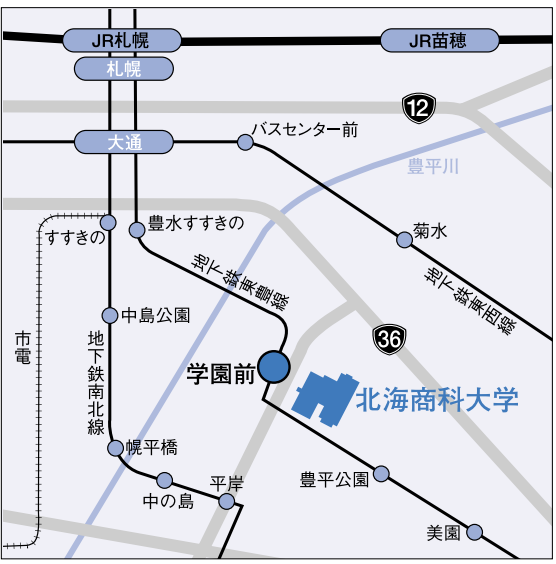 JR札幌
JR苗穂
札幌
12
バスセンター前
大通
豊平川
すすきの
豊水すすきの
菊水
地下鉄東豊線
地下鉄東西線
中島公園
市電
地下鉄南北線
36
学園前
北海商科大学
幌平橋
豊平公園
平岸
中の島
美園